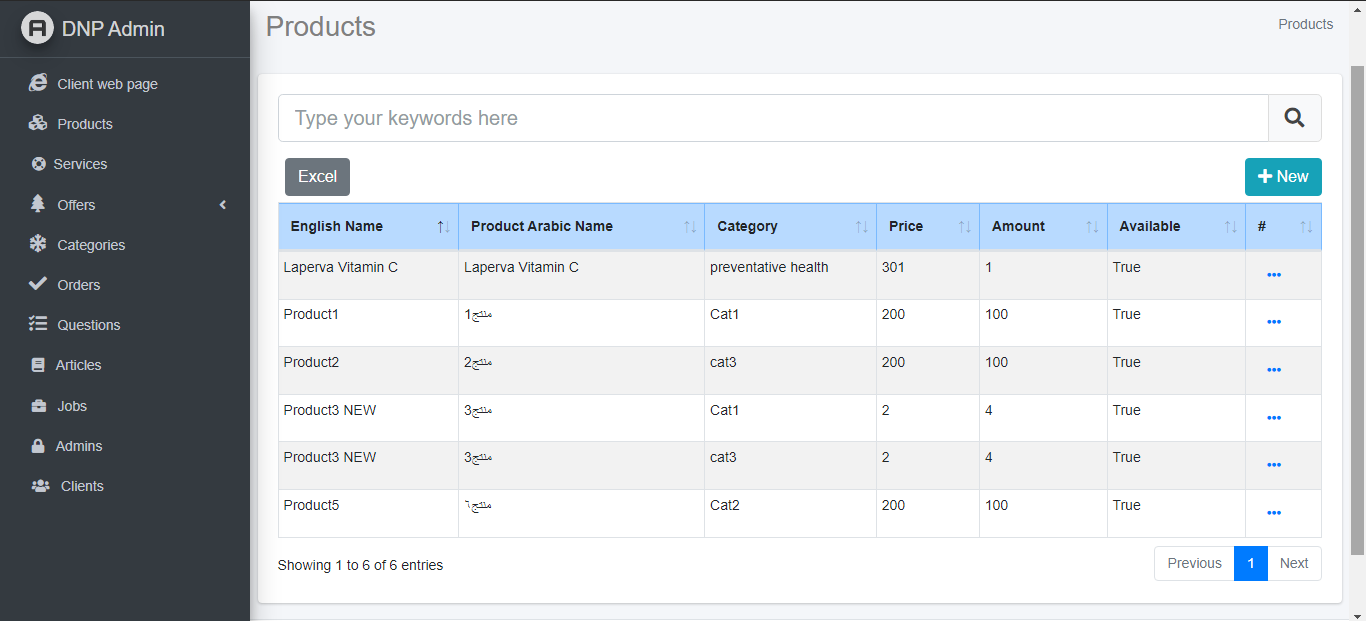 DNP Admin
Client web page
Products
Services
Offers
Categories
Orders
Questions
Articles
Jobs
Admins
Clients
Products
Products
Type your keywords here
Excel
New
English Name Product Arabic Name Category Price Amount Available #
Laperva Vitamin C Laperva Vitamin C preventative health 301 1 True
Product1 منتج1 Cat1 200 100 True
Product2 منتج2 cat3 200 100 True
Product3 NEW منتج3 Cat1 2 4 True
Product3 NEW منتج3 cat3 2 4 True
Product5 منتج٦ Cat2 200 100 True
Showing 1 to 6 of 6 entries
Previous 1 Next